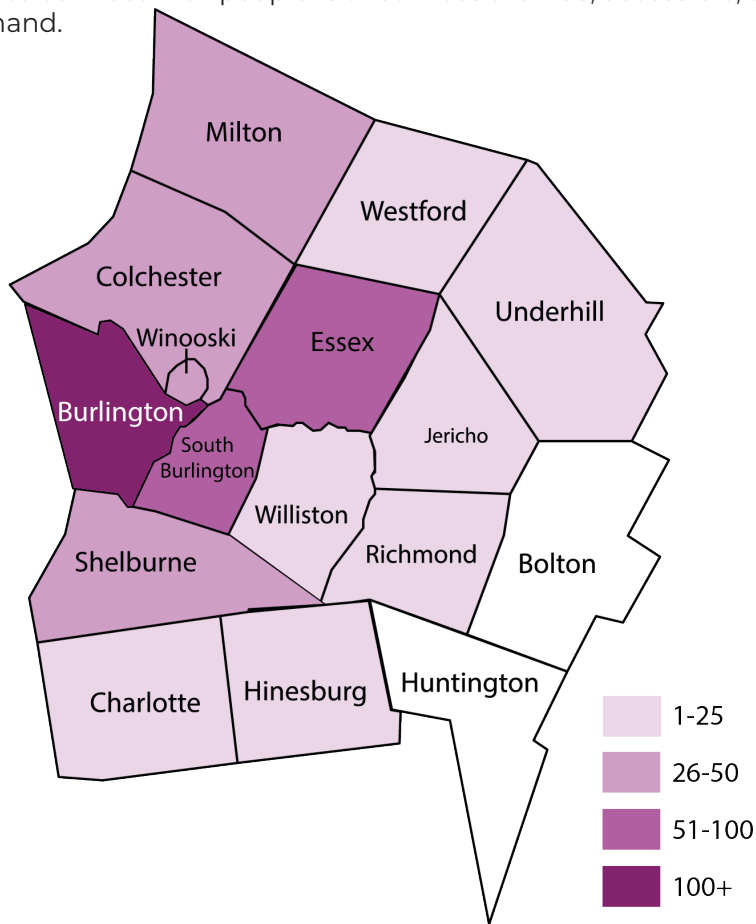 hand.
Milton
Westford
Colchester
Underhill
Winooski
Essex
Burlington
Jericho
South
Burlington
Williston
Richmond
Shelburne
Bolton
Huntington
Hinesburg
Charlotte
1-25
26-50
51-100
100+